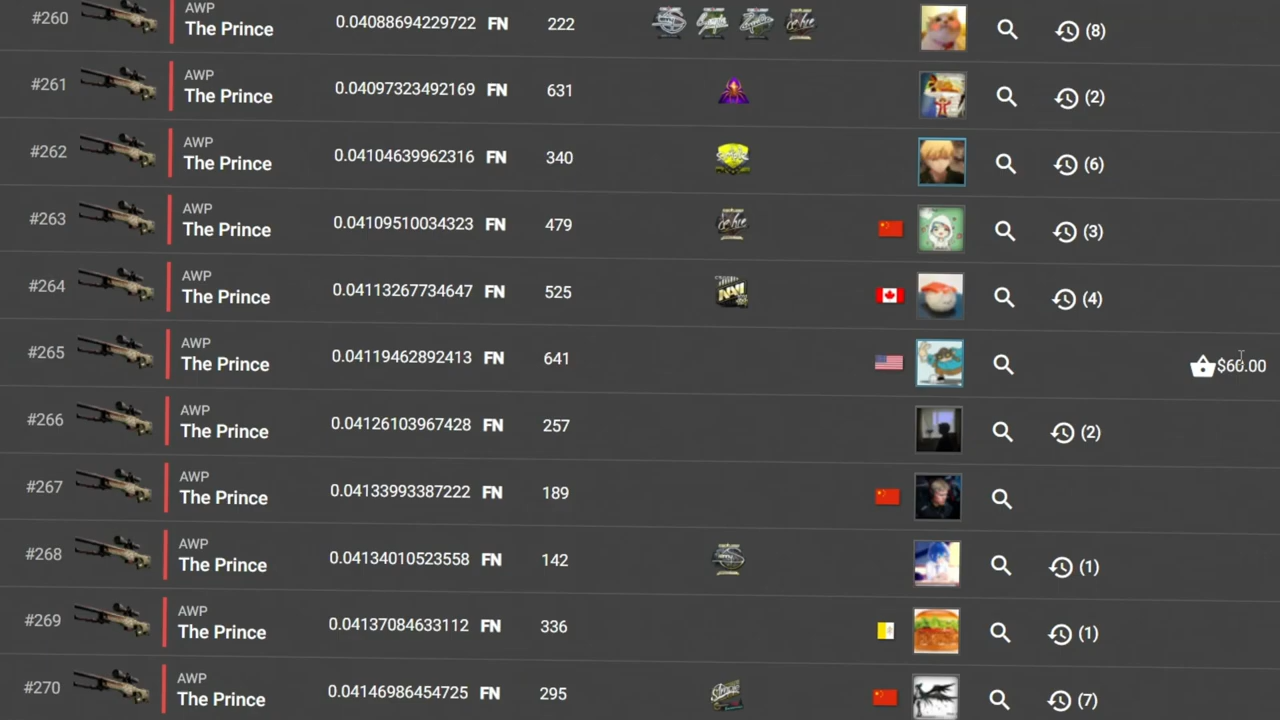 #260 AWP The Prince 0.04088694229722 FN 222 (8)
#261 AWP The Prince 0.04097323492169 FN 631 (2)
#262 AWP The Prince 0.04104639962316 FN 340 (6)
#263 AWP The Prince 0.04109510034323 FN 479 (3)
#264 AWP The Prince 0.04113267734647 FN 525 NAVI (4)
#265 AWP The Prince 0.04119462892413 FN 641 $60.00
#266 AWP The Prince 0.04126103967428 FN 257 (2)
#267 AWP The Prince 0.04133993387222 FN 189
#268 AWP The Prince 0.04134010523558 FN 142 (1)
#269 AWP The Prince 0.04137084633112 FN 336 (1)
#270 AWP The Prince 0.04146986454725 FN 295 (7)